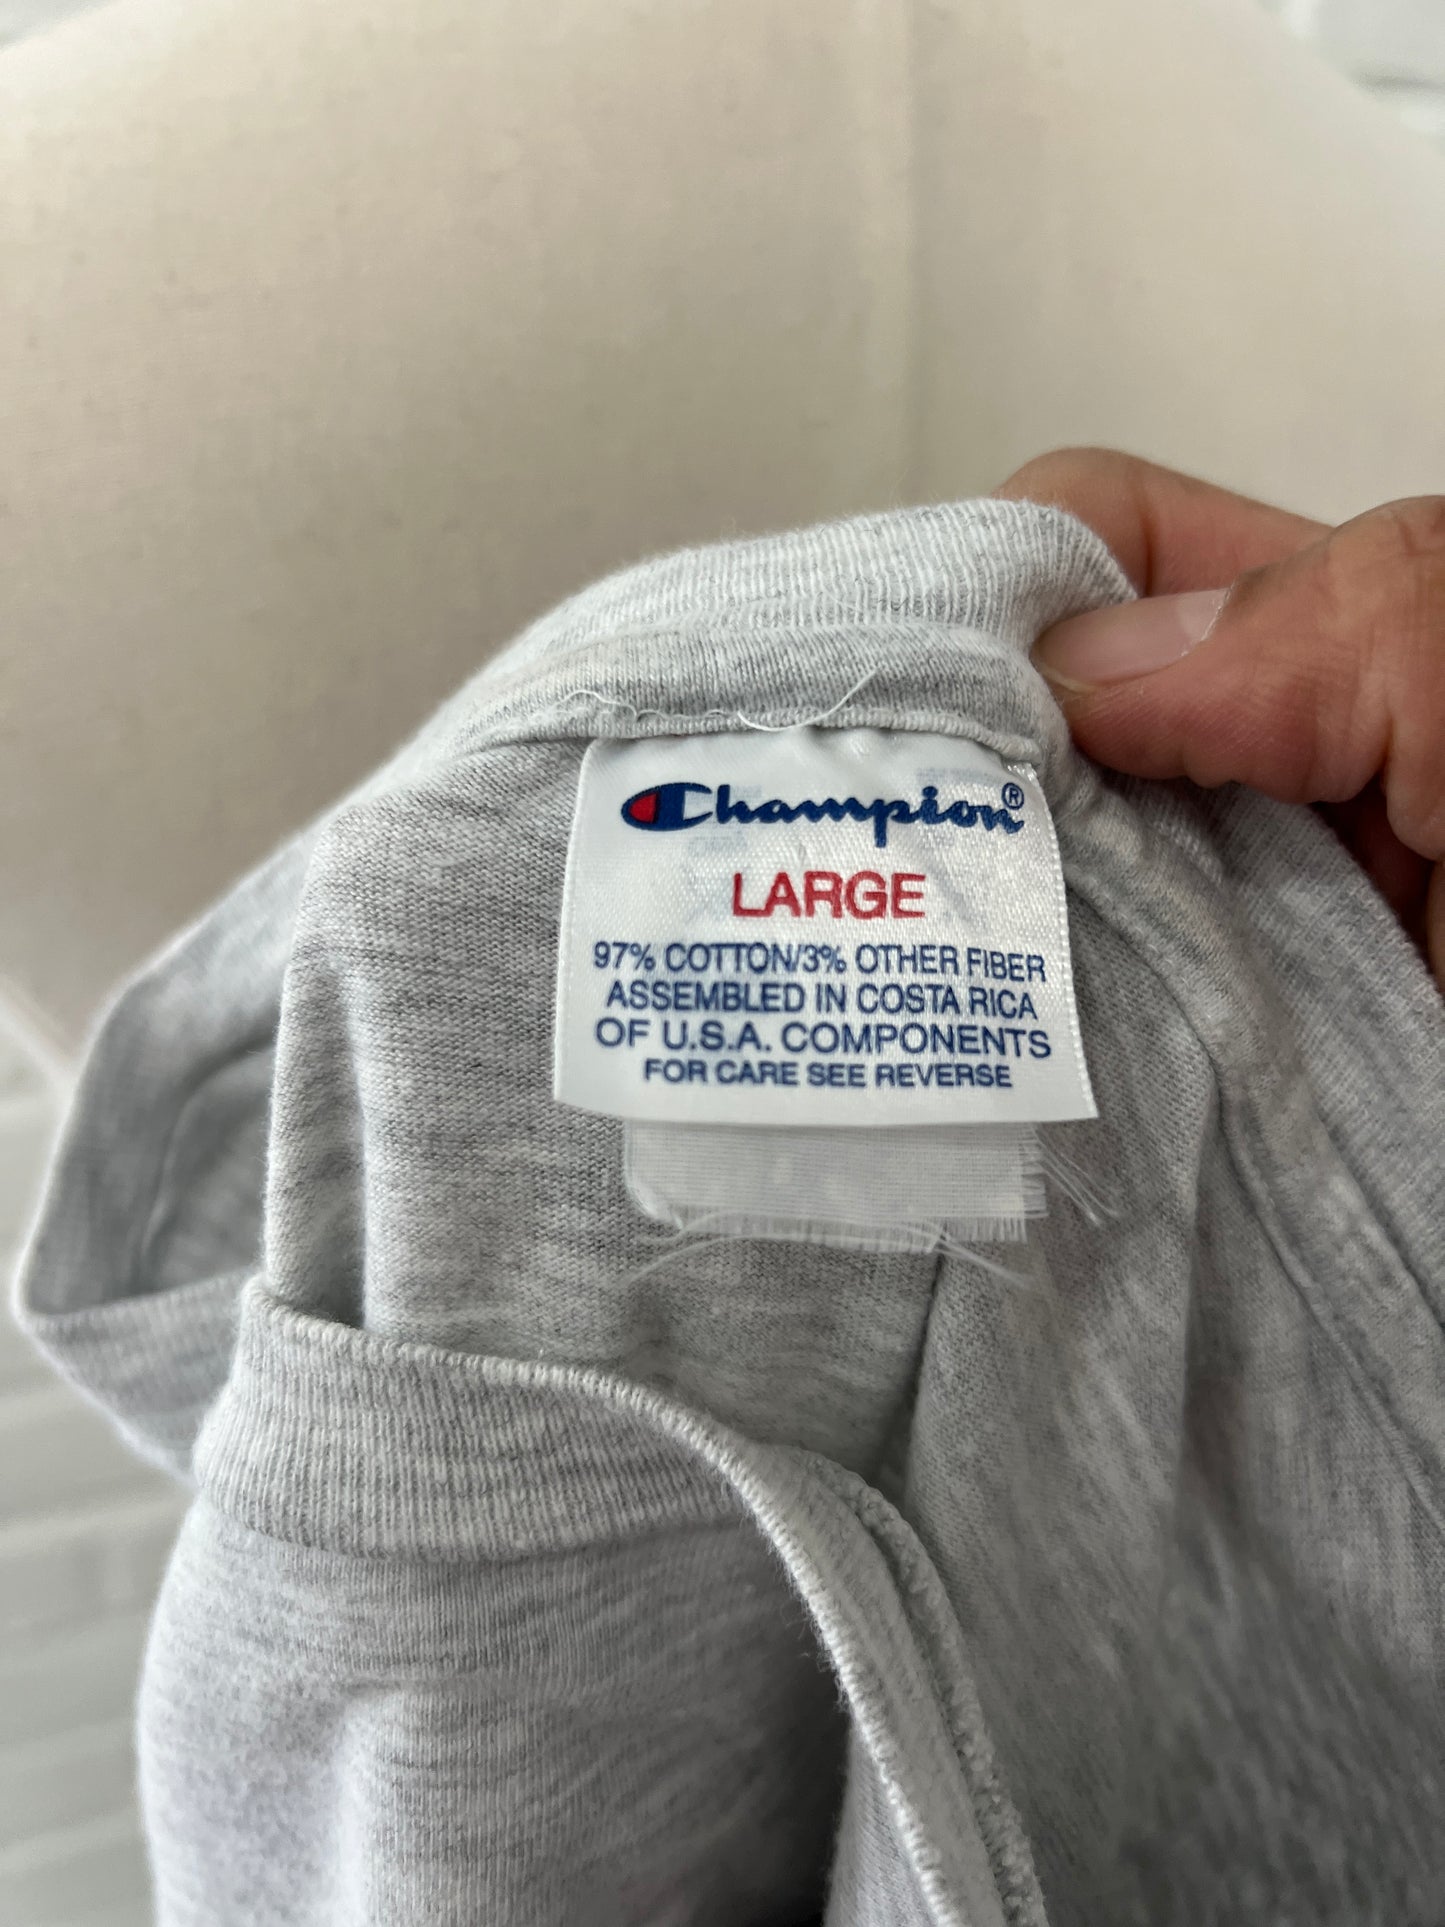 Champion®
LARGE
97% COTTON/3% OTHER FIBER
ASSEMBLED IN COSTA RICA
OF U.S.A. COMPONENTS
FOR CARE SEE REVERSE